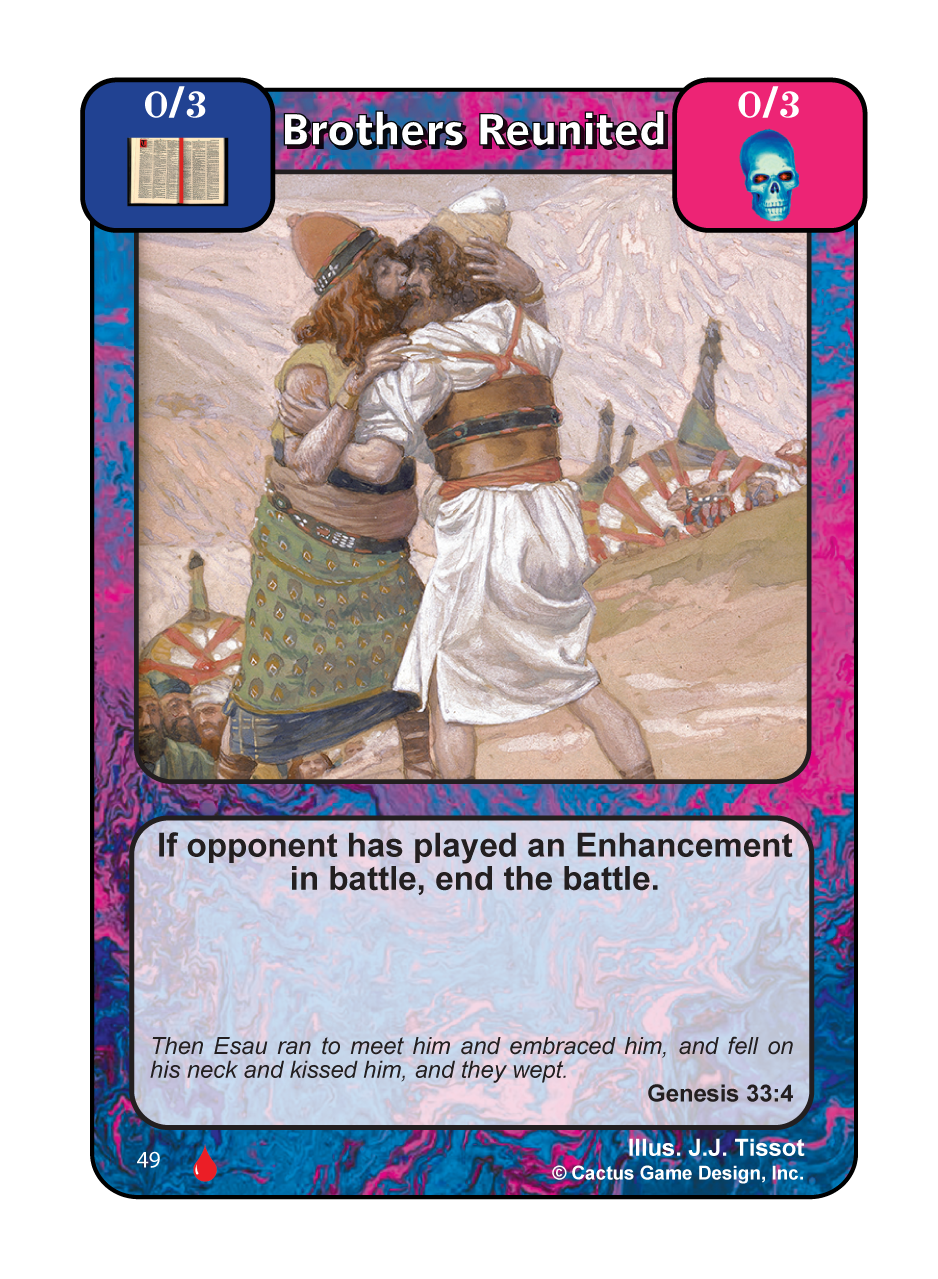 0/3
Brothers Reunited
0/3
If opponent has played an Enhancement
in battle, end the battle.
Then Esau ran to meet him and embraced him, and fell on
his neck and kissed him, and they wept.
Genesis 33:4
49
Illus. J.J. Tissot
© Cactus Game Design, Inc.